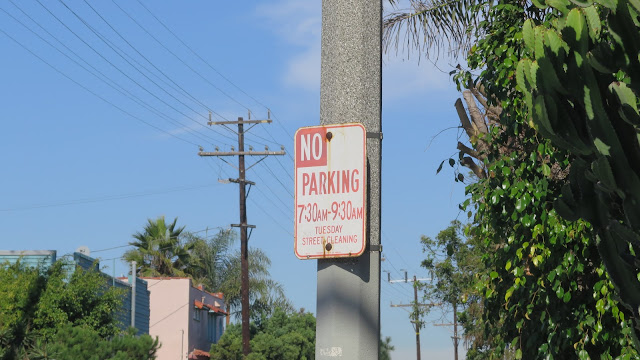 NO
PARKING
7:30AM-9:30AM
TUESDAY
STREET CLEANING